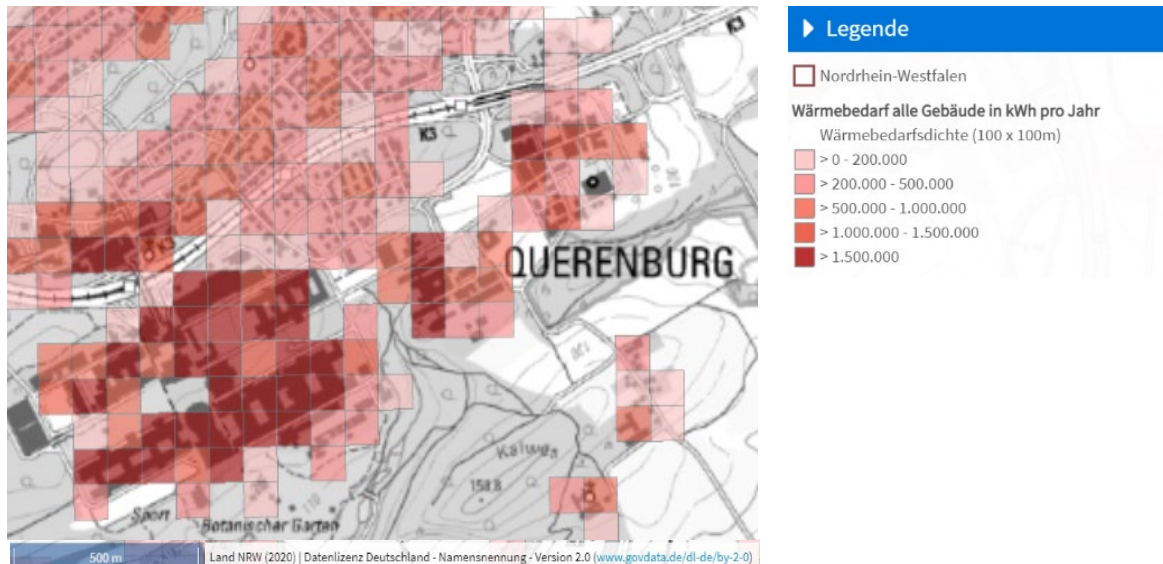 Legende
Nordrhein-Westfalen
Wärmebedarf alle Gebäude in kWh pro Jahr
Wärmebedarfsdichte (100 x 100m)
> 0 - 200.000
> 200.000 - 500.000
> 500.000 - 1.000.000
> 1.000.000 - 1.500.000
> 1.500.000
K3
K3
QUERENBURG
Kalwes
158.8
Sport
Botanischer Garten
110
500 m
Land NRW (2020) | Datenlizenz Deutschland - Namensnennung - Version 2.0 (www.govdata.de/dl-de/by-2-0)